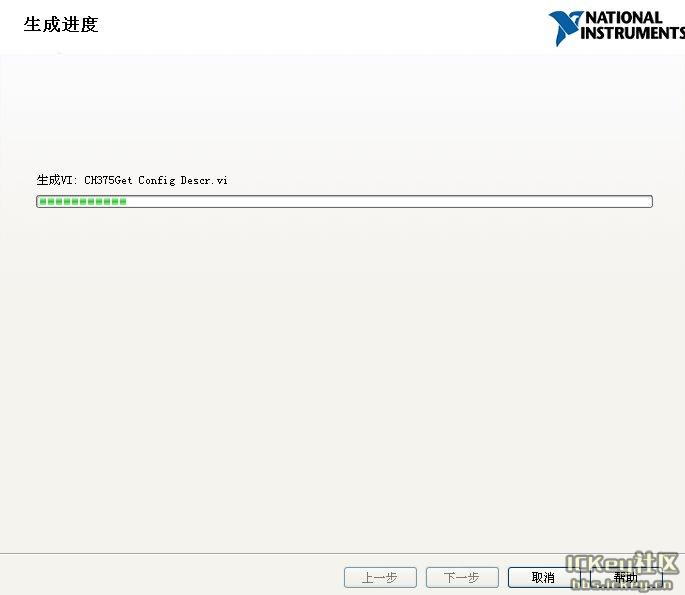 生成进度
NATIONAL
INSTRUMENTS
生成VI: CH375Get Config Descr.vi
上一步
下一步
取消
帮助
ICKey社区
bbs.ickey.cn